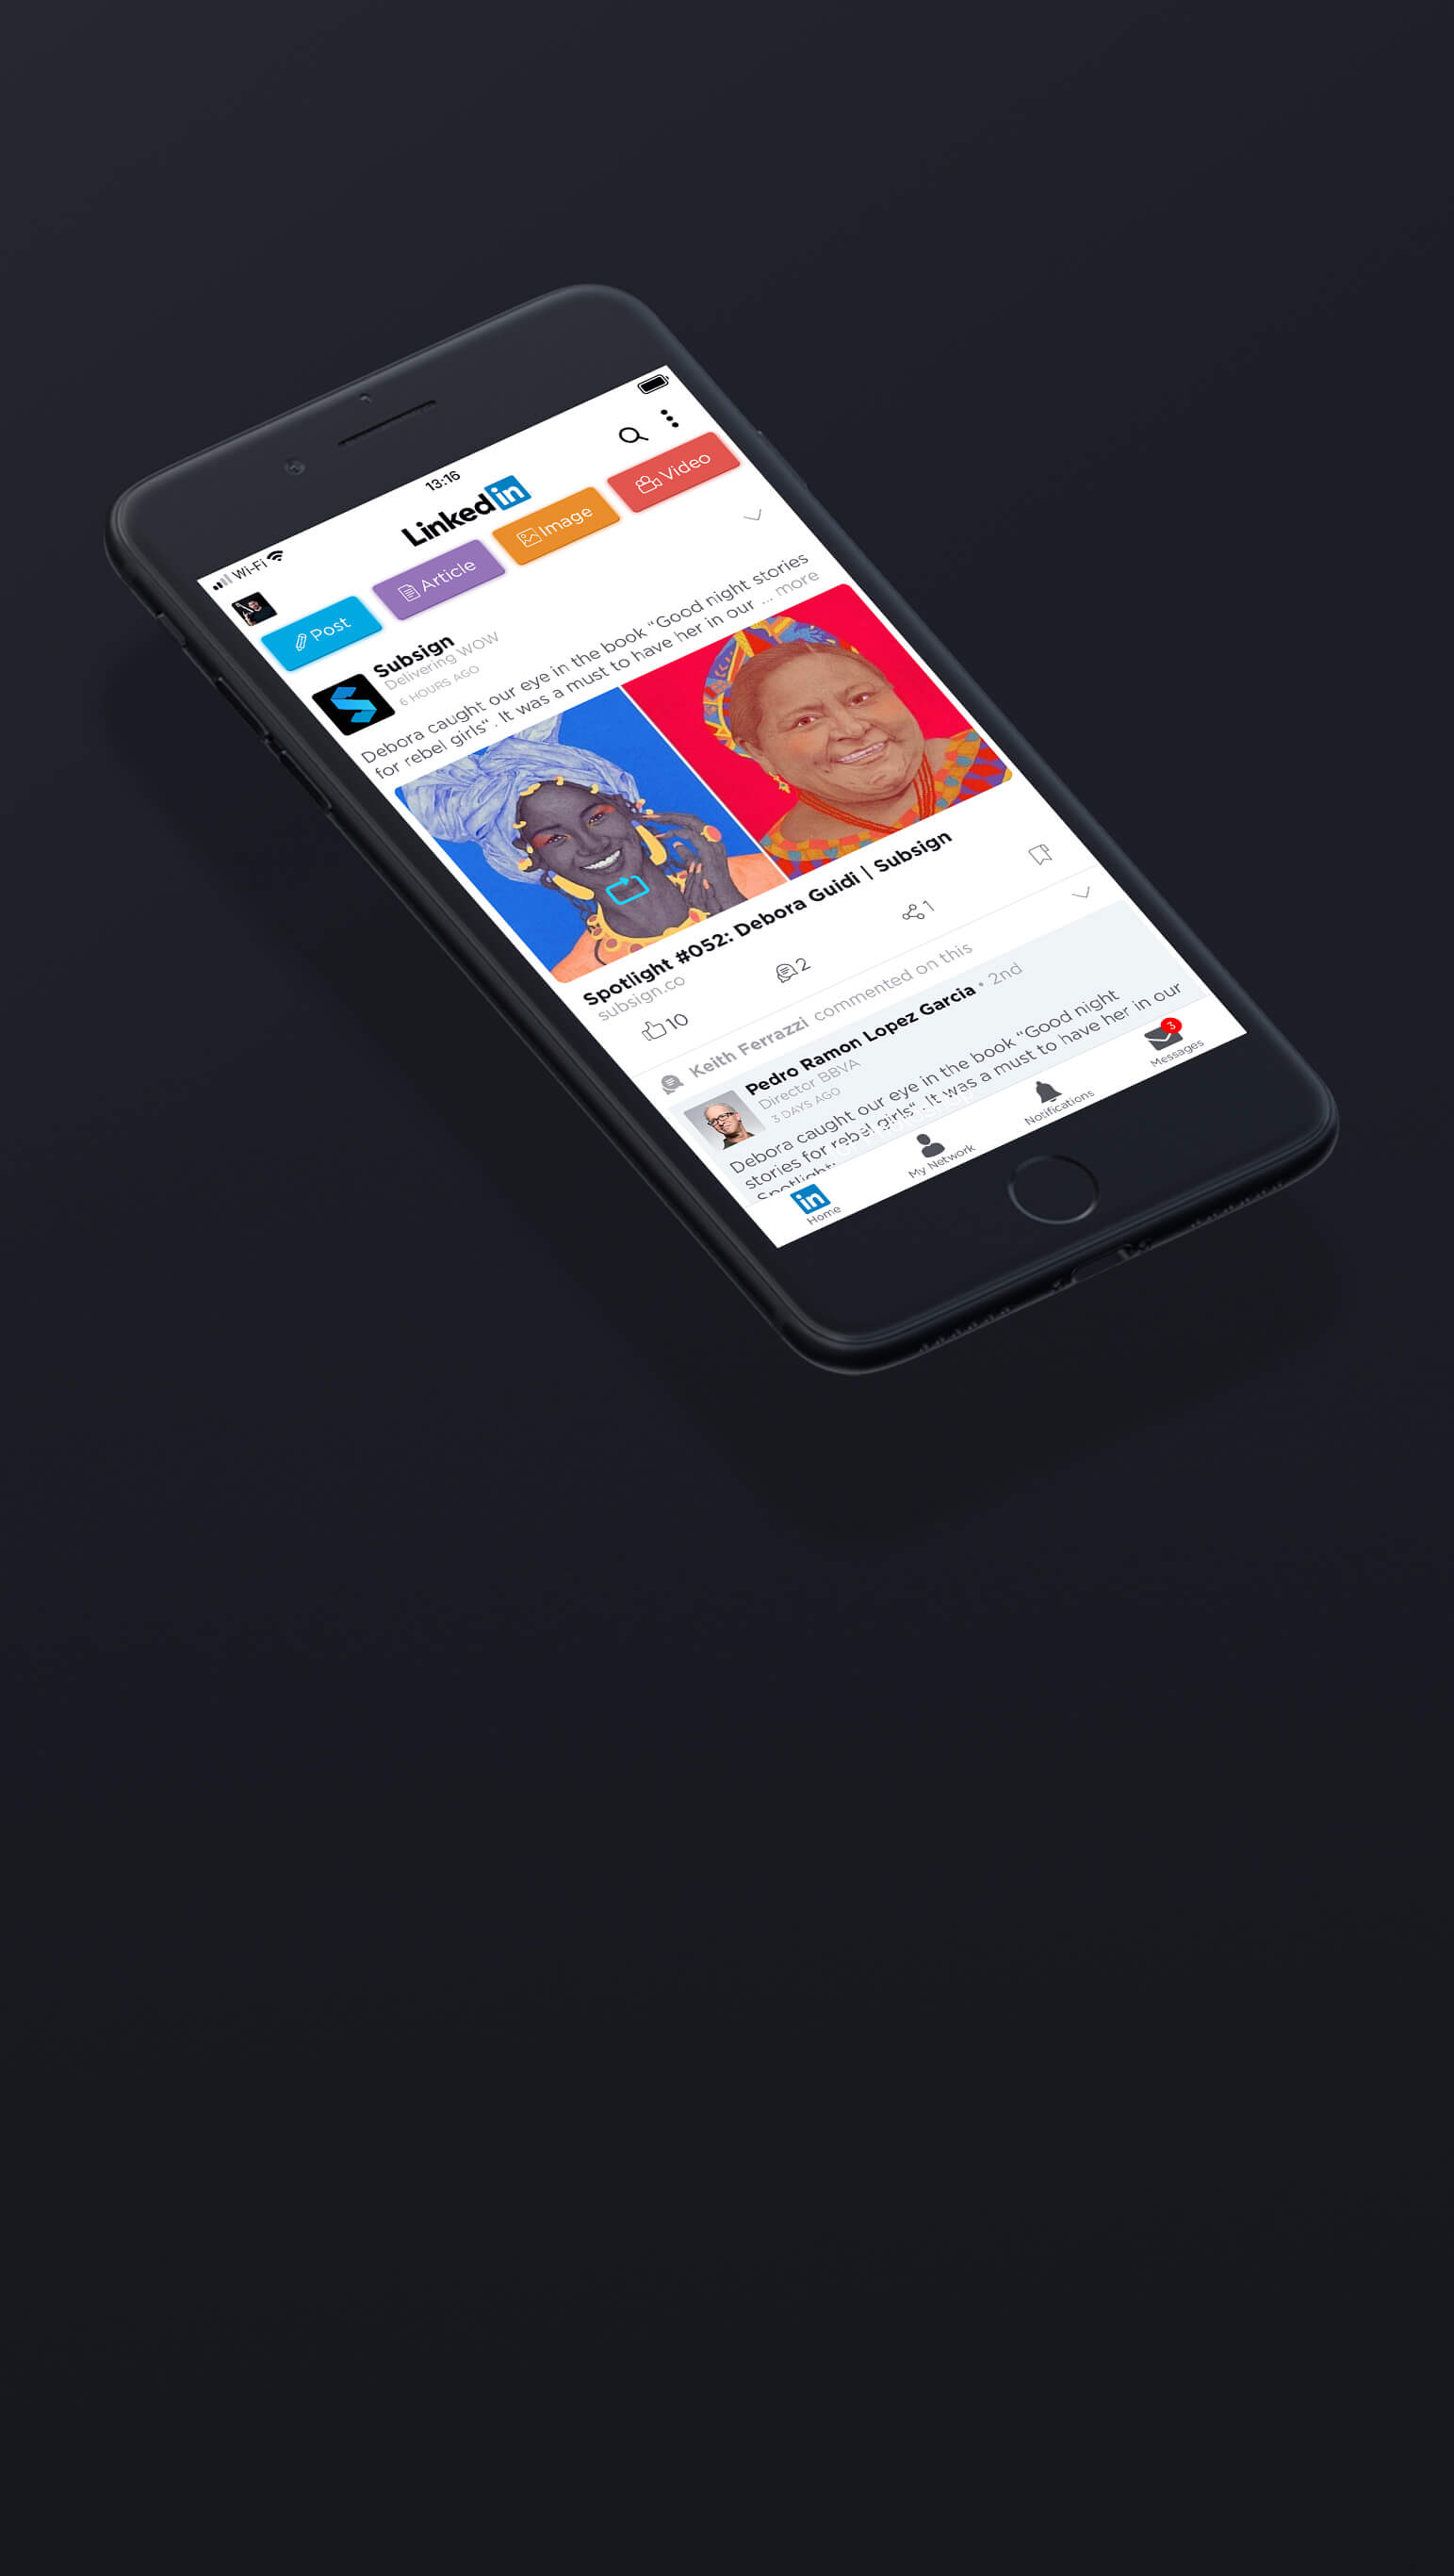 Wi-Fi
13:16
Linked in
Post
Article
Image
Video
Subsign
Delivering WOW
6 HOURS AGO
Debora caught our eye in the book “Good night stories
for rebel girls“. It was a must to have her in our ... more
Spotlight #052: Debora Guidi | Subsign
subsign.co
10
2
1
Keith Ferrazzi commented on this
Pedro Ramon Lopez Garcia • 2nd
Director BBVA
3 DAYS AGO
Debora caught our eye in the book “Good night
stories for rebel girls“. It was a must to have her in our
Spotlight:
in
Home
My Network
Notifications
3
Messages